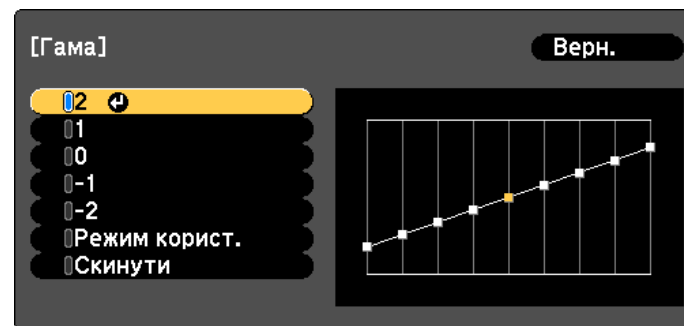 [Гама]
Верн.
2
1
0
-1
-2
Режим корист.
Скинути